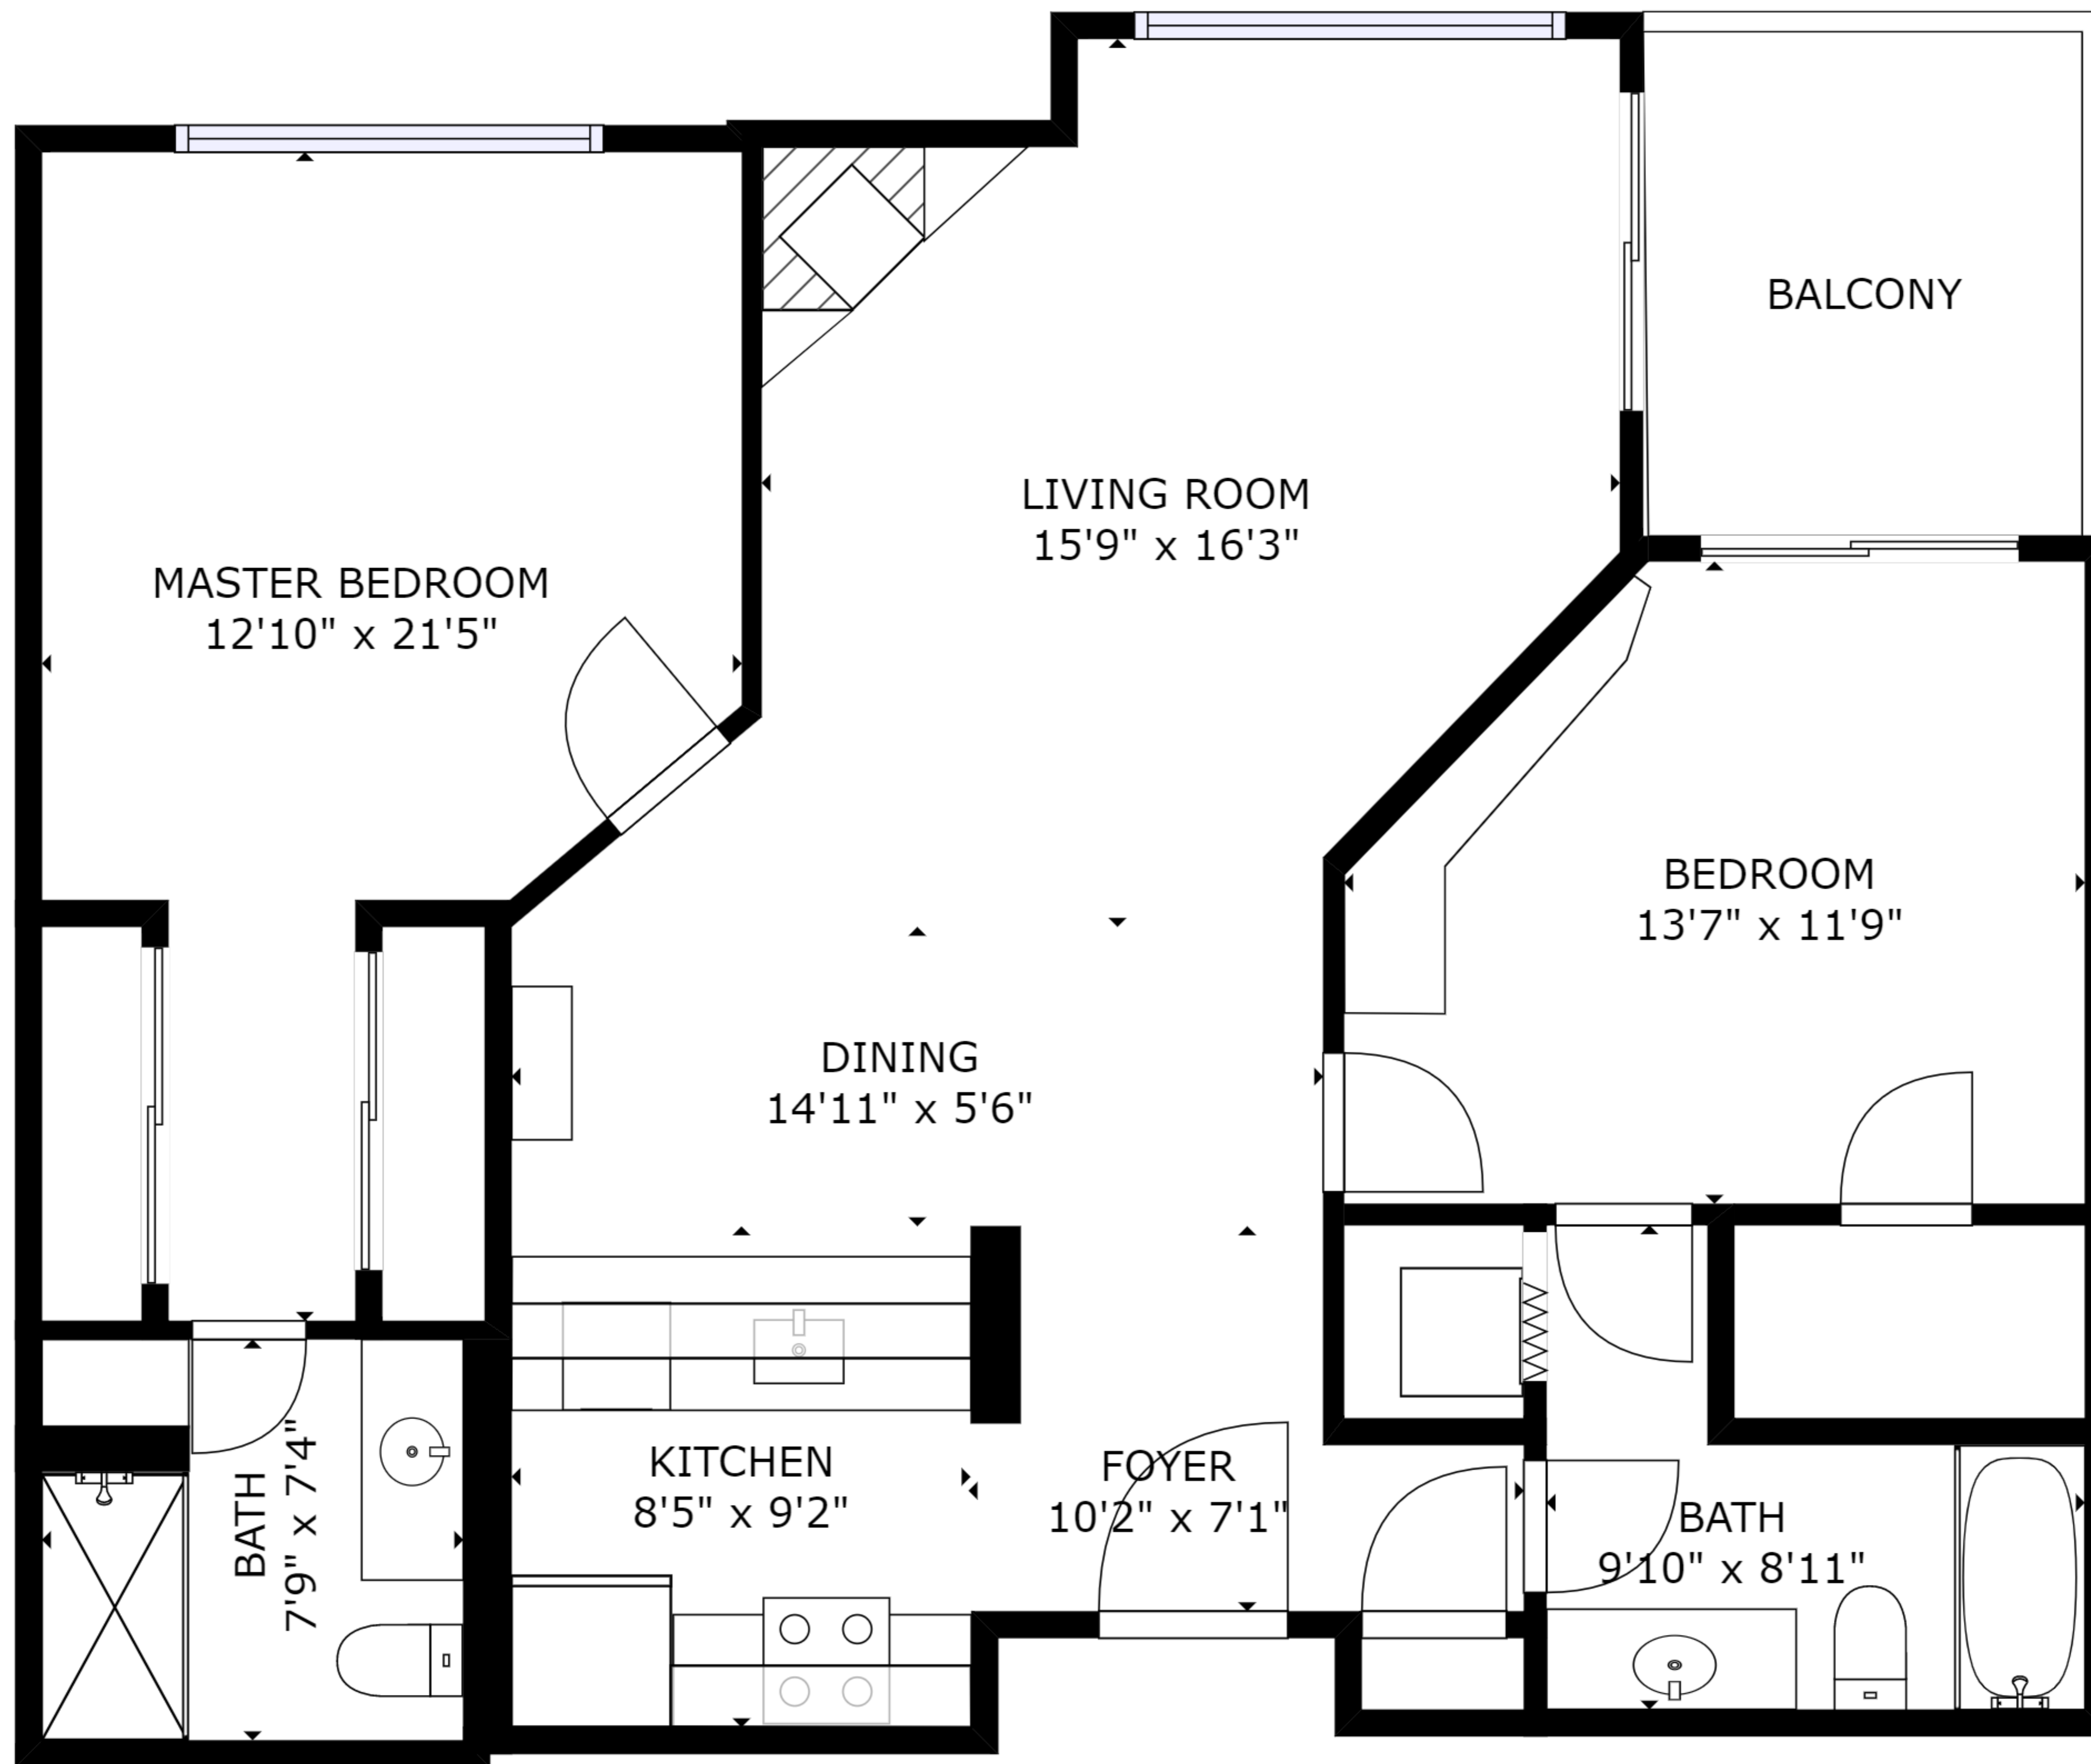 BALCONY
LIVING ROOM
15'9" x 16'3"
MASTER BEDROOM
12'10" x 21'5"
BEDROOM
13'7" x 11'9"
DINING
14'11" x 5'6"
KITCHEN
8'5" x 9'2"
FOYER
10'2" x 7'1"
BATH
7'9" x 7'4"
BATH
9'10" x 8'11"